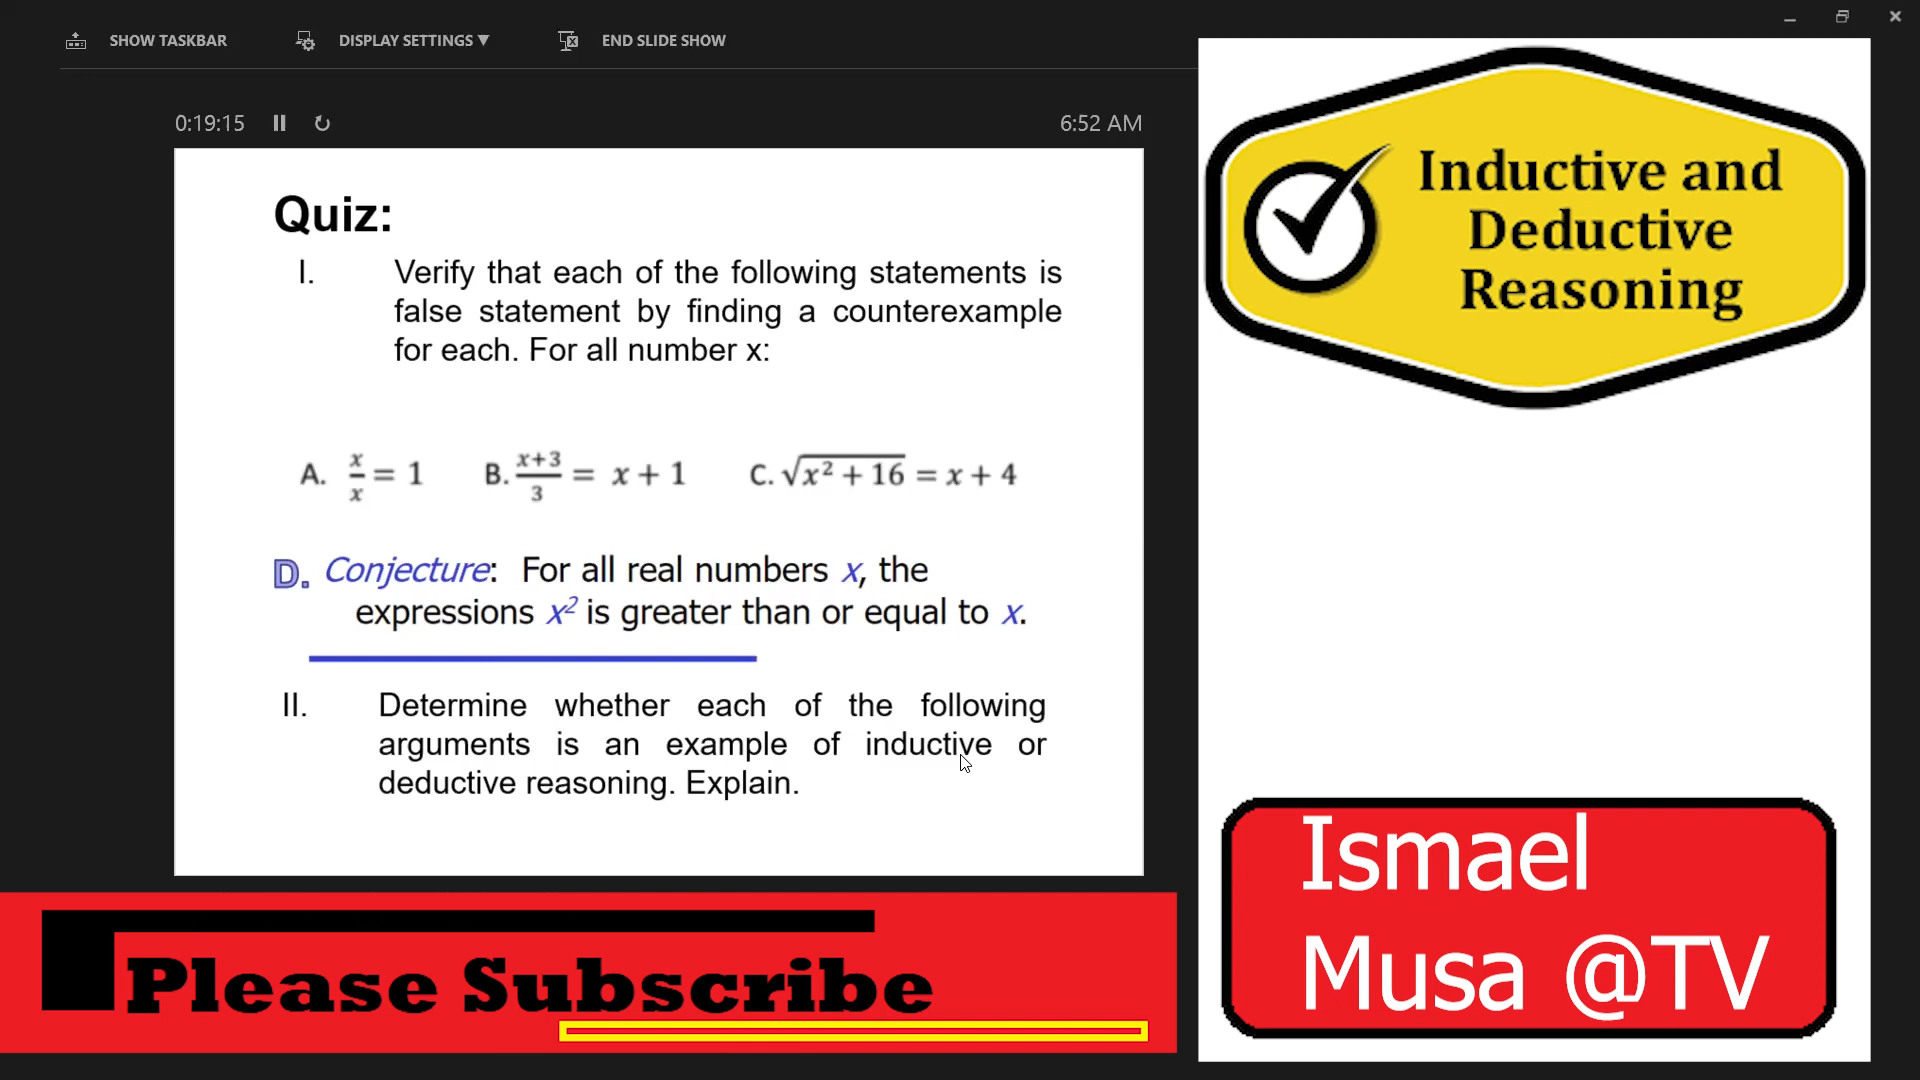 SHOW TASKBAR
DISPLAY SETTINGS ▼
END SLIDE SHOW
0:19:15
6:52 AM
Quiz:
I. Verify that each of the following statements is
false statement by finding a counterexample
for each. For all number x:
A. x/x = 1
B. x+3/3 = x + 1
C. √x² + 16 = x + 4
D. Conjecture: For all real numbers x, the
expressions x² is greater than or equal to x.
II. Determine whether each of the following
arguments is an example of inductive or
deductive reasoning. Explain.
Inductive and
Deductive
Reasoning
Ismael
Musa @TV
Please Subscribe